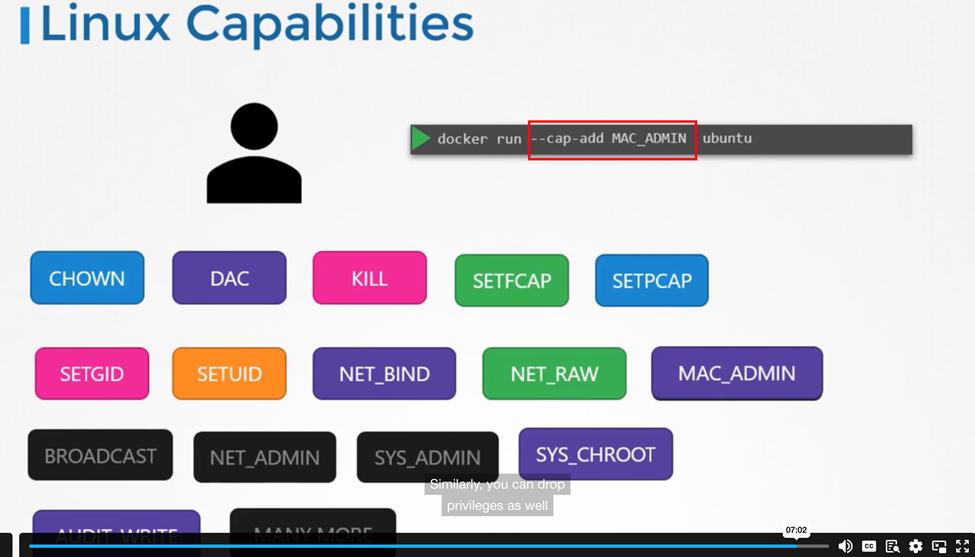 Linux Capabilities
docker run --cap-add MAC_ADMIN ubuntu
CHOWN
DAC
KILL
SETFCAP
SETPCAP
SETGID
SETUID
NET_BIND
NET_RAW
MAC_ADMIN
BROADCAST
NET_ADMIN
SYS_ADMIN
SYS_CHROOT
Similarly, you can drop
privileges as well
AUDIT_WRITE
MANY MORE
07:02
CC